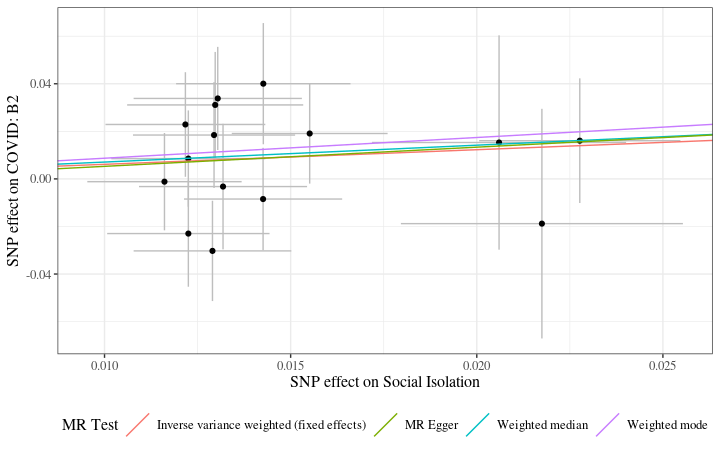 SNP effect on COVID: B2
0.04
0.00
-0.04
0.010 0.015 0.020 0.025
SNP effect on Social Isolation
MR Test Inverse variance weighted (fixed effects) MR Egger Weighted median Weighted mode